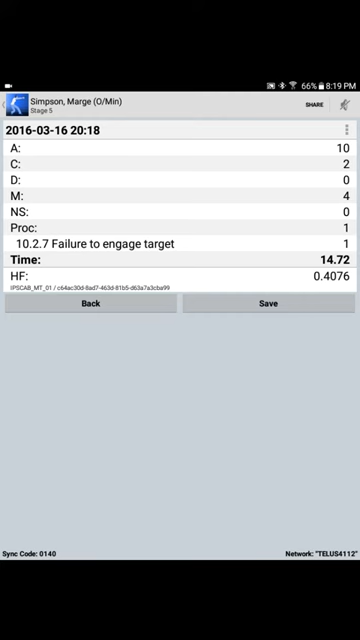 66% 8:19 PM
Simpson, Marge (O/Min)
Stage 5
SHARE
2016-03-16 20:18
A: 10
C: 2
D: 0
M: 4
NS: 0
Proc: 1
10.2.7 Failure to engage target 1
Time: 14.72
HF: 0.4076
IPSCAB_MT_01 / c64ac30d-8ad7-463d-81b5-d63a7a3cba99
Back Save
Sync Code: 0140 Network: "TELUS4112"